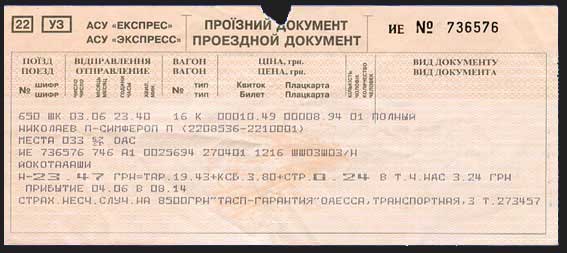 22 УЗ АСУ «ЕКСПРЕС» ПРОЇЗНИЙ ДОКУМЕНТ ИЕ № 736576
АСУ «ЭКСПРЕСС» ПРОЕЗДНОЙ ДОКУМЕНТ
ПОЇЗД ВІДПРАВЛЕННЯ ВАГОН ЦІНА, грн. ВИД ДОКУМЕНТУ
ПОЕЗД ОТПРАВЛЕНИЕ ВАГОН ЦЕНА, грн. ВИД ДОКУМЕНТА
№ шифр № тип Квиток Плацкарта
шифр тип Билет Плацкарта
650 ШК 03.06 23.40 16 К 00010.49 00008.94 01 ПОЛНЫЙ
НИКОЛАЕВ П-СИМФЕРОП П (2208536-2210001)
МЕСТА 033 ОАС
ИЕ 736576 746 А1 0025694 270401 1216
Н-23.47 ГРН=ТАР.19.43+КСБ.3.80+СТР.0.24 В Т.Ч.НДС 3.24 ГРН
ПРИБЫТИЕ 04.06 В 08.14
СТРАХ.НЕСЧ.СЛУЧ.НА 8500ГРН"ТАСП-ГАРАНТИЯ"ОДЕССА,ТРАНСПОРТНАЯ,3 Т.273457